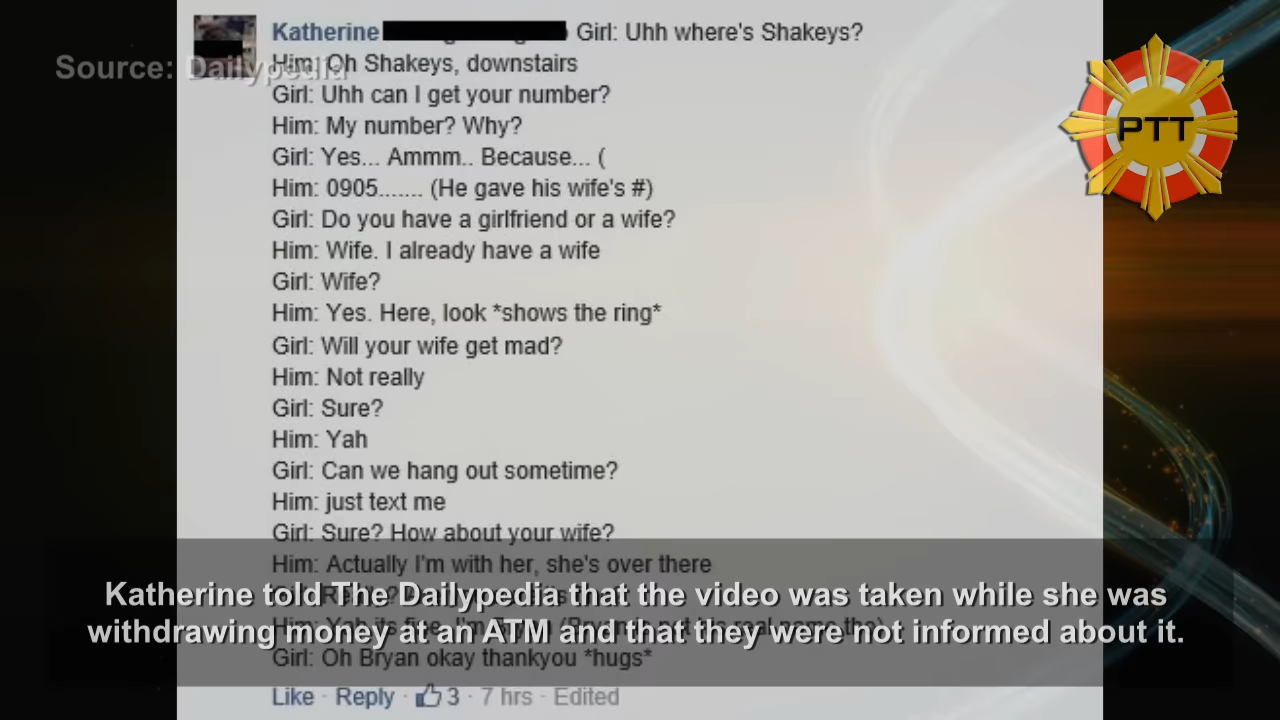 Katherine Girl: Uhh where's Shakeys?
Source: Dailypedia
Him: Oh Shakeys, downstairs
Girl: Uhh can I get your number?
PTT
Him: My number? Why?
Girl: Yes... Ammm.. Because... (
Him: 0905....... (He gave his wife's #)
Girl: Do you have a girlfriend or a wife?
Him: Wife. I already have a wife
Girl: Wife?
Him: Yes. Here, look *shows the ring*
Girl: Will your wife get mad?
Him: Not really
Girl: Sure?
Him: Yah
Girl: Can we hang out sometime?
Him: just text me
Girl: Sure? How about your wife?
Him: Actually I'm with her, she's over there
Katherine told The Dailypedia that the video was taken while she was
withdrawing money at an ATM and that they were not informed about it.
Girl: Oh Bryan okay thankyou *hugs*
Like · Reply · 3 · 7 hrs · Edited